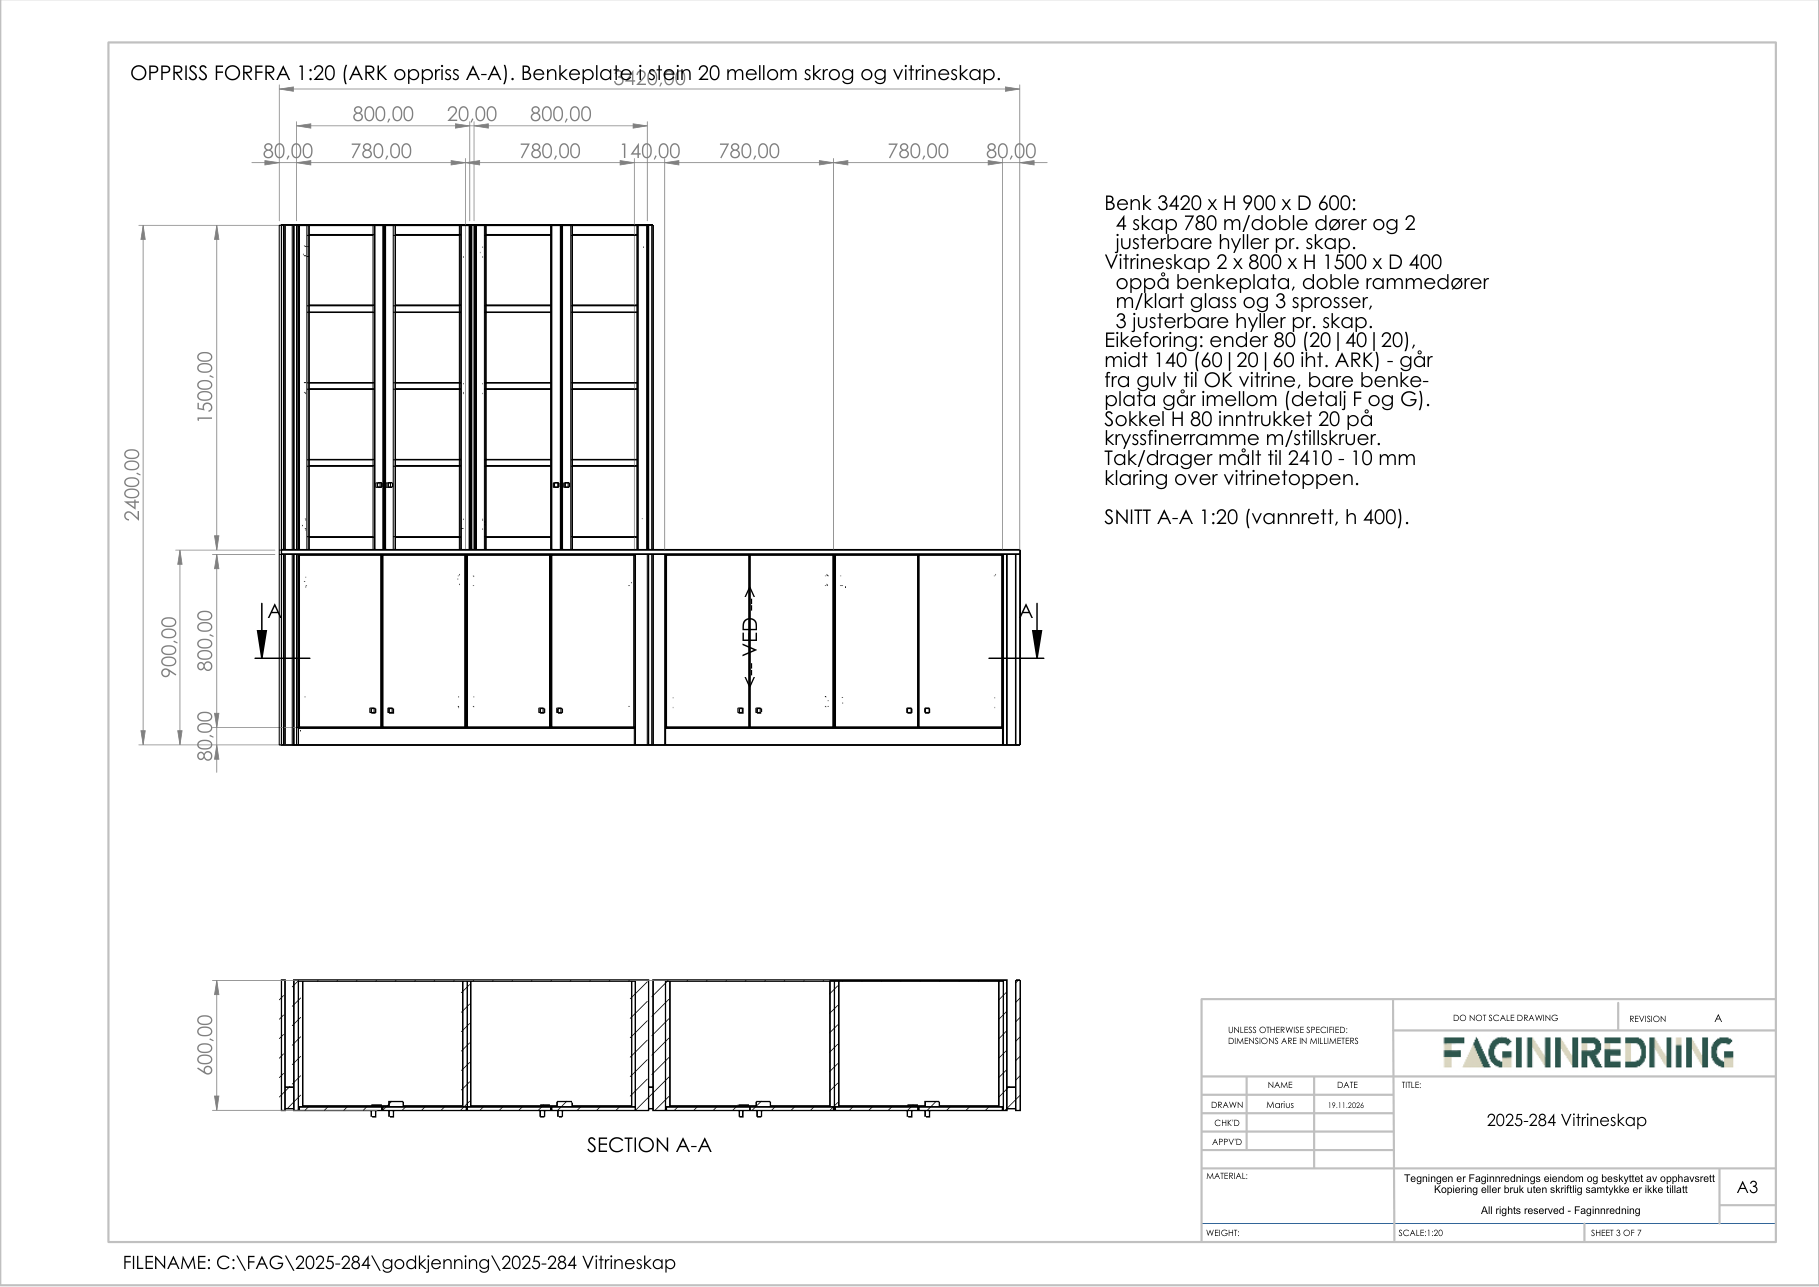 OPPRISS FORFRA 1:20 (ARK oppriss A-A). Benkeplate i stein 20 mellom skrog og vitrineskap.
3420,00
800,00 20,00 800,00
80,00 780,00 780,00 140,00 780,00 780,00 80,00
Benk 3420 x H 900 x D 600:
4 skap 780 m/doble dører og 2
justerbare hyller pr. skap.
Vitrineskap 2 x 800 x H 1500 x D 400
oppå benkeplata, doble rammedører
m/klart glass og 3 sprosser,
3 justerbare hyller pr. skap.
Eikeforing: ender 80 (20|40|20),
midt 140 (60|20|60 iht. ARK) - går
fra gulv til OK vitrine, bare benke-
plata går imellom (detalj F og G).
Sokkel H 80 inntrukket 20 på
kryssfinerramme m/stillskruer.
Tak/drager målt til 2410 - 10 mm
klaring over vitrinetoppen.
SNITT A-A 1:20 (vannrett, h 400).
1500,00
2400,00
900,00
800,00
80,00
A
A
<-- VED -->
600,00
SECTION A-A
UNLESS OTHERWISE SPECIFIED:
DIMENSIONS ARE IN MILLIMETERS
DO NOT SCALE DRAWING
REVISION A
FAGINNREDNING
NAME DATE
DRAWN Marius 19.11.2026
CHK'D
APPV'D
TITLE:
2025-284 Vitrineskap
MATERIAL:
Tegningen er Faginnrednings eiendom og beskyttet av opphavsrett
Kopiering eller bruk uten skriftlig samtykke er ikke tillatt
All rights reserved - Faginnredning
A3
WEIGHT:
SCALE:1:20
SHEET 3 OF 7
FILENAME: C:\FAG\2025-284\godkjenning\2025-284 Vitrineskap